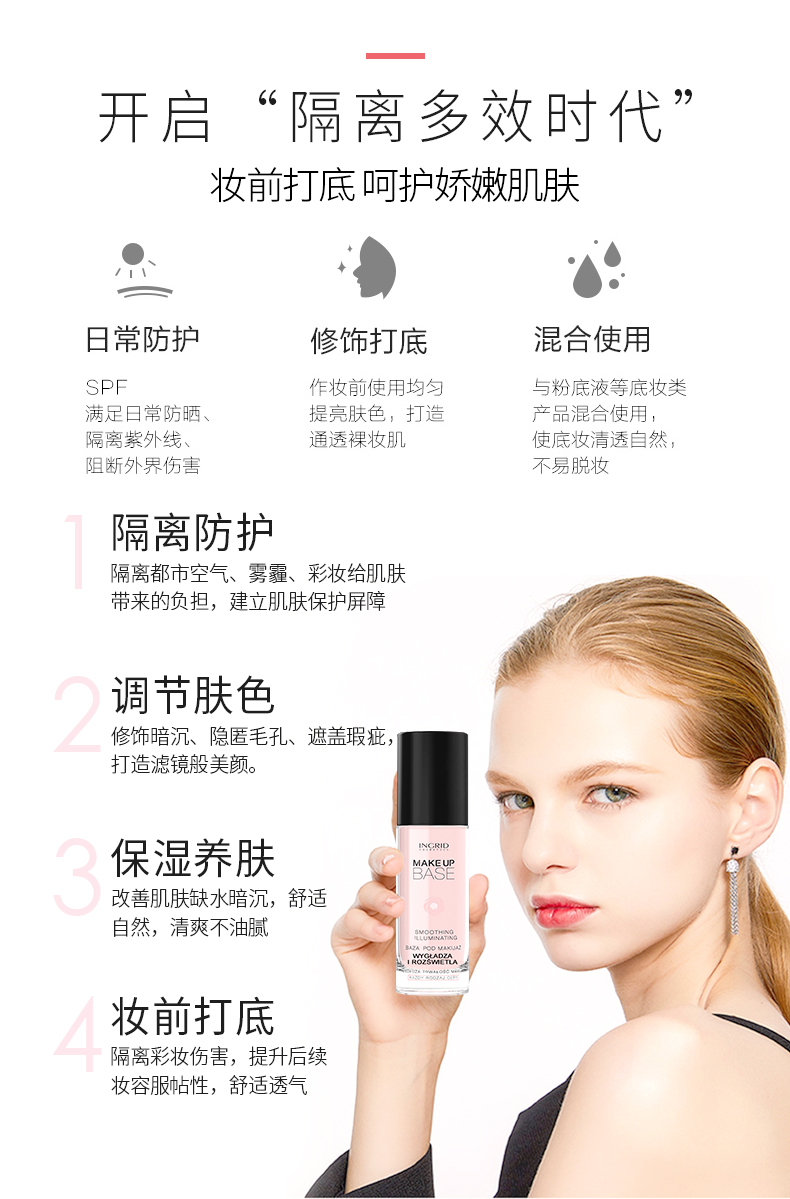 开启“隔离多效时代”
妆前打底 呵护娇嫩肌肤
日常防护
SPF
满足日常防晒、
隔离紫外线、
阻断外界伤害
修饰打底
作妆前使用均匀
提亮肤色，打造
通透裸妆肌
混合使用
与粉底液等底妆类
产品混合使用，
使底妆清透自然，
不易脱妆
1
隔离防护
隔离都市空气、雾霾、彩妆给肌肤
带来的负担，建立肌肤保护屏障
2
调节肤色
修饰暗沉、隐匿毛孔、遮盖瑕疵，
打造滤镜般美颜。
3
保湿养肤
改善肌肤缺水暗沉，舒适
自然，清爽不油腻
4
妆前打底
隔离彩妆伤害，提升后续
妆容服帖性，舒适透气
INGRID
COSMETICS
MAKE UP
BASE
SMOOTHING
ILLUMINATING
BAZA POD MAKIJAŻ
WYGŁADZA
I ROZŚWIETLA